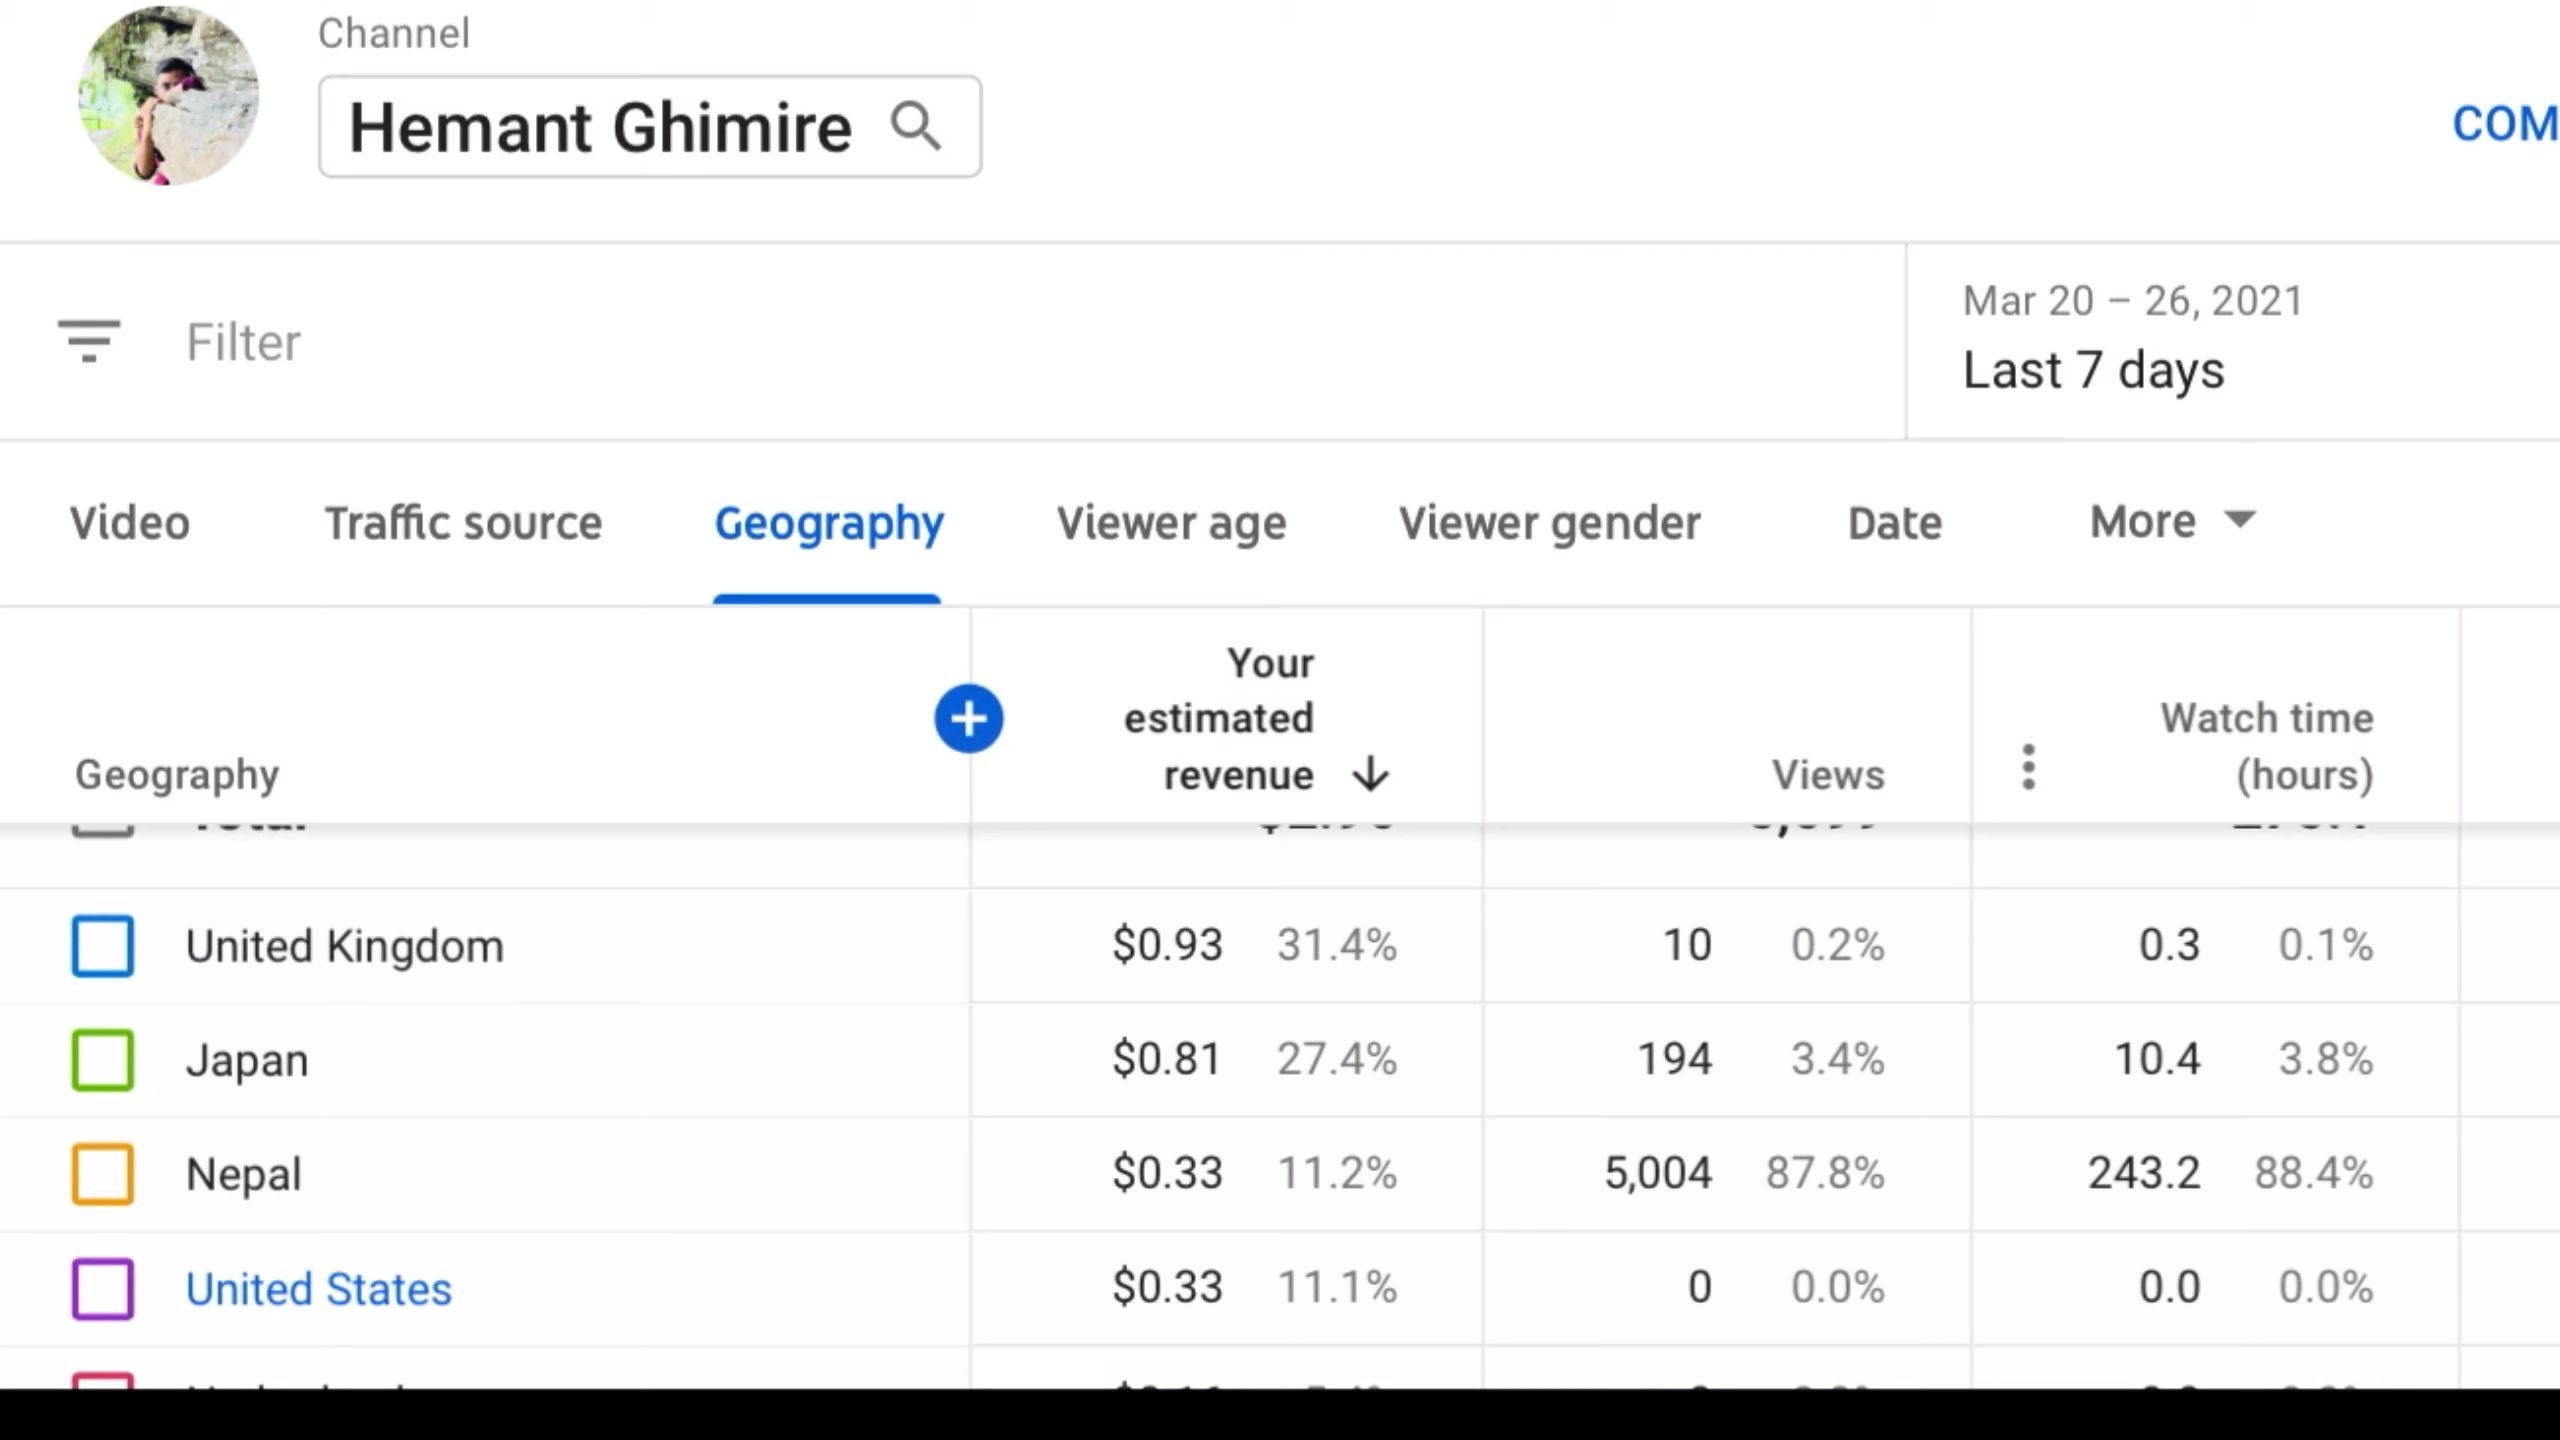 Channel
Hemant Ghimire
COM
Filter
Mar 20 – 26, 2021
Last 7 days
Video Traffic source Geography Viewer age Viewer gender Date More
Geography Your estimated revenue Views Watch time (hours)
Total
United Kingdom $0.93 31.4% 10 0.2% 0.3 0.1%
Japan $0.81 27.4% 194 3.4% 10.4 3.8%
Nepal $0.33 11.2% 5,004 87.8% 243.2 88.4%
United States $0.33 11.1% 0 0.0% 0.0 0.0%